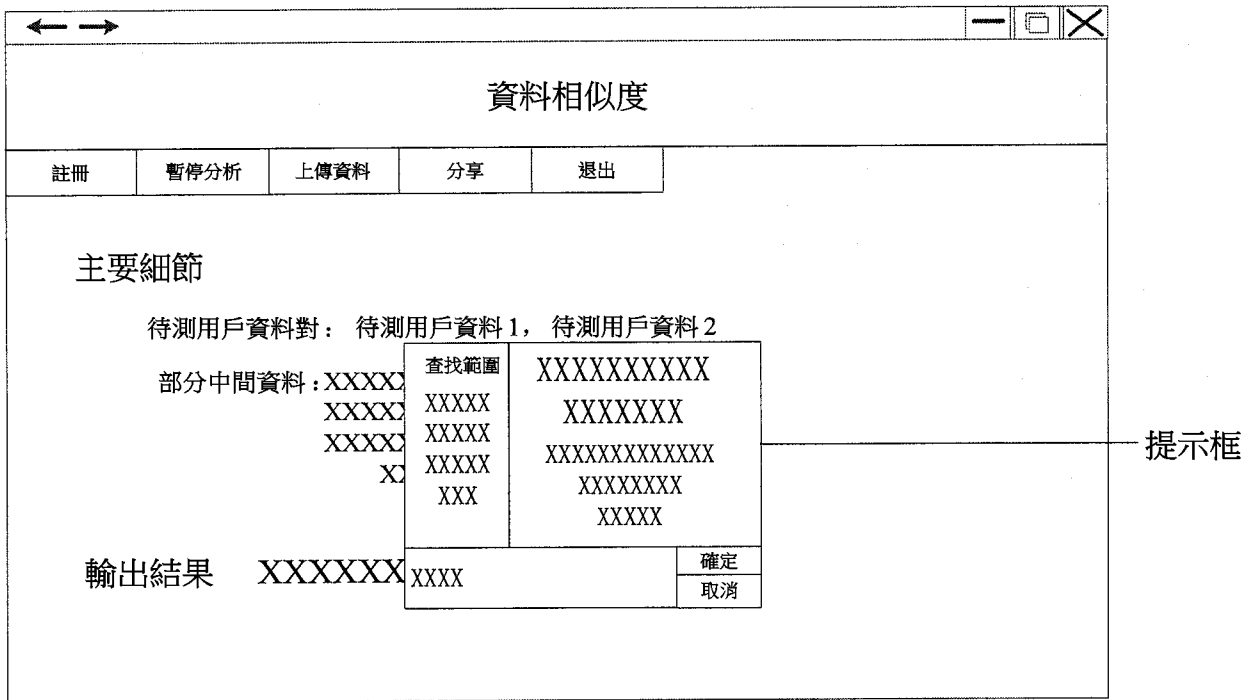 資料相似度
註冊 暫停分析 上傳資料 分享 退出
主要細節
待測用戶資料對： 待測用戶資料1， 待測用戶資料2
部分中間資料：XXXXX
XXXXX
XXXXX
XX
查找範圍
XXXXX
XXXXX
XXXXX
XXX
XXXXXXXXXX
XXXXXXX
XXXXXXXXXXXXX
XXXXXXXX
XXXXX
提示框
輸出結果 XXXXXX
XXXX
確定
取消